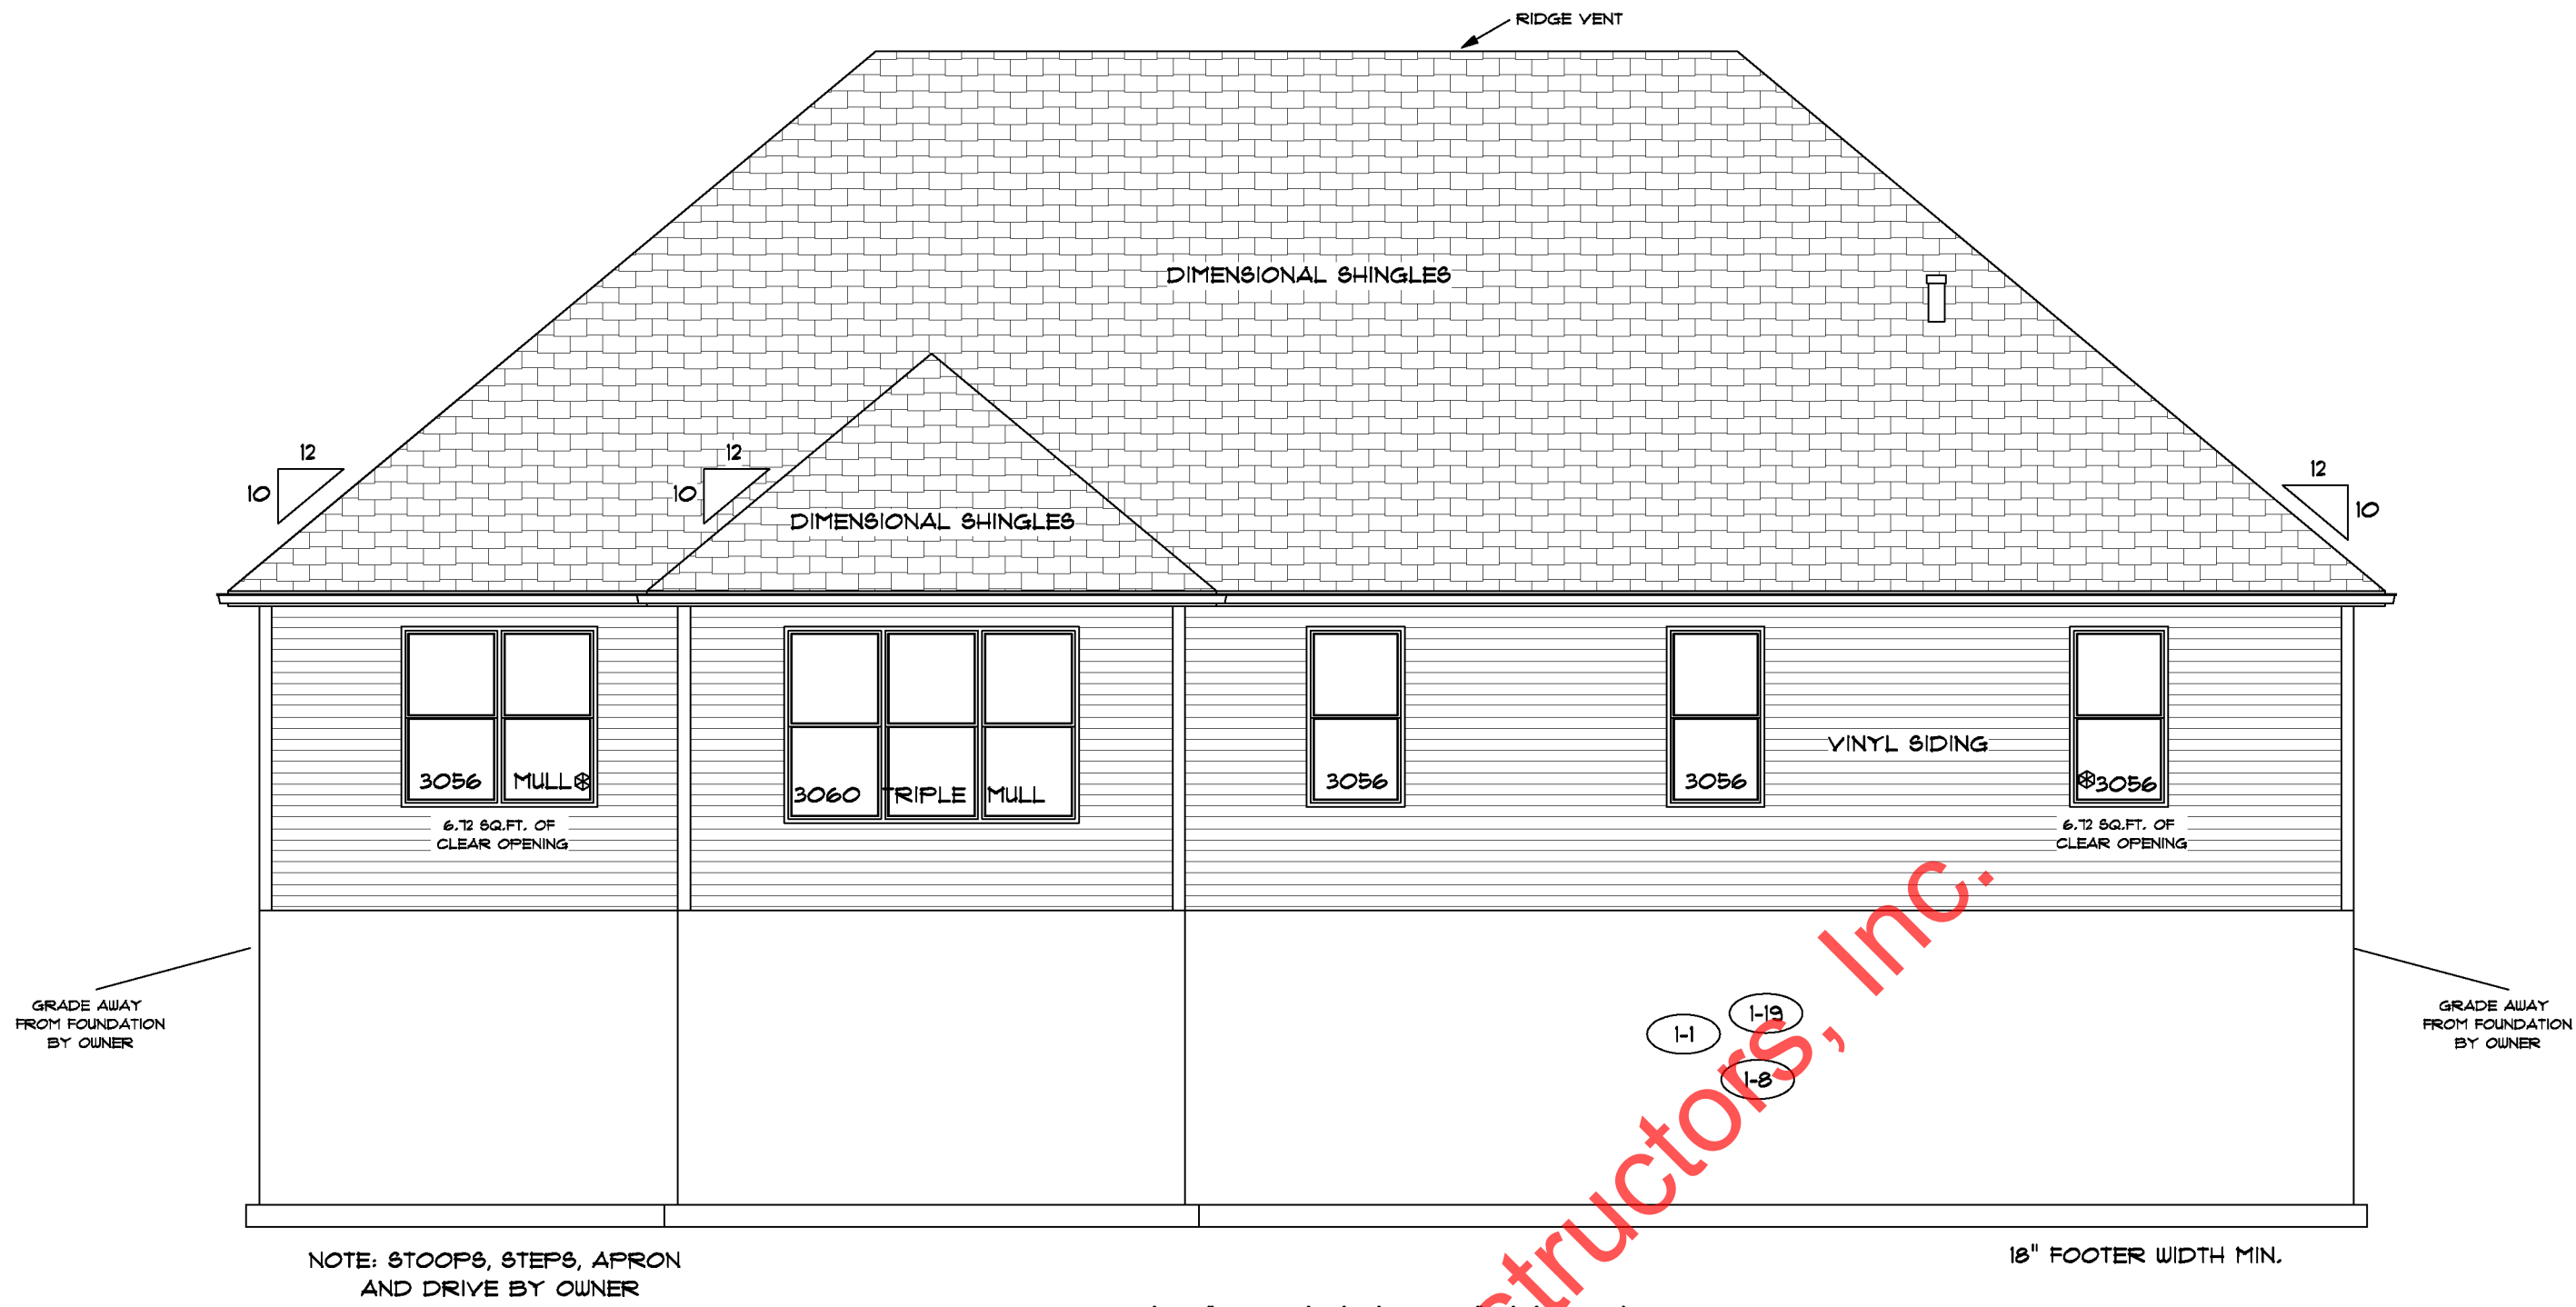 RIDGE VENT
DIMENSIONAL SHINGLES
12
10
12
10
12
10
DIMENSIONAL SHINGLES
3056 MULL
6.72 SQ.FT. OF
CLEAR OPENING
3060 TRIPLE MULL
3056
3056
VINYL SIDING
3056
6.72 SQ.FT. OF
CLEAR OPENING
GRADE AWAY
FROM FOUNDATION
BY OWNER
1-1
1-19
1-8
GRADE AWAY
FROM FOUNDATION
BY OWNER
NOTE: STOOPS, STEPS, APRON
AND DRIVE BY OWNER
18" FOOTER WIDTH MIN.
structors, Inc.